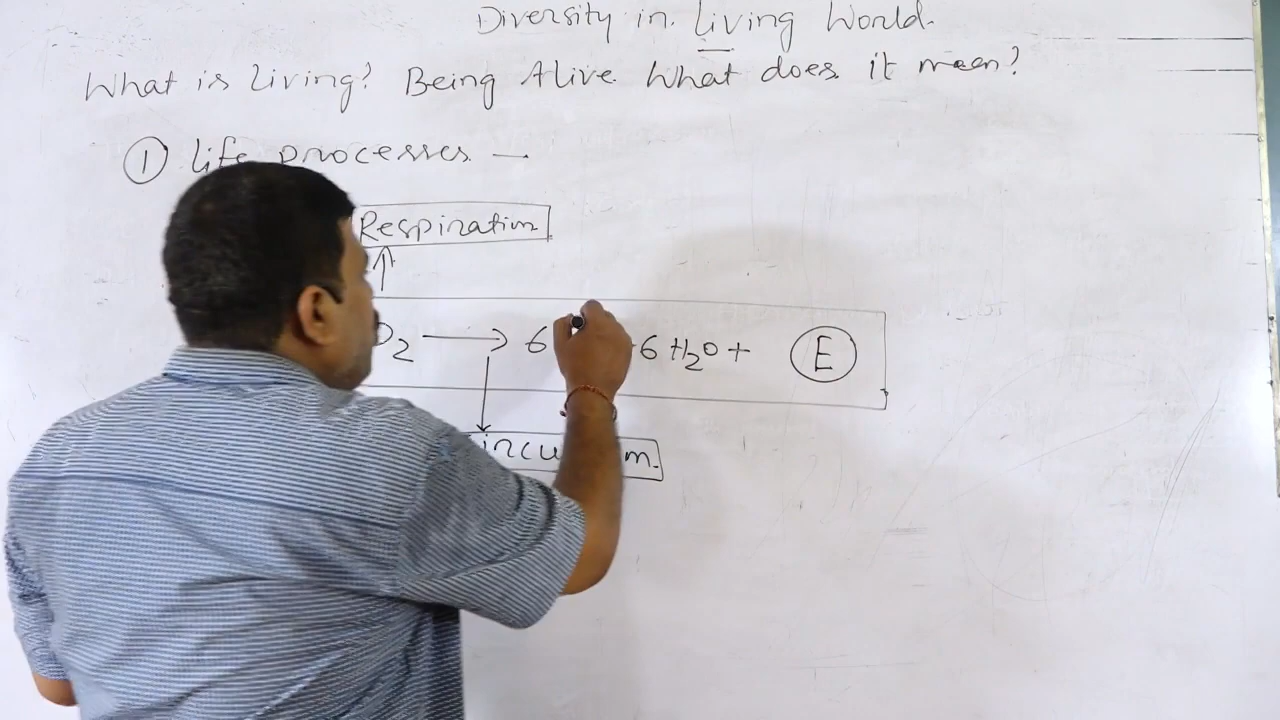 Diversity in Living World.
What is Living? Being Alive What does it mean?
① Life processes —
Respiration
O2 → 6 6 H2O + E